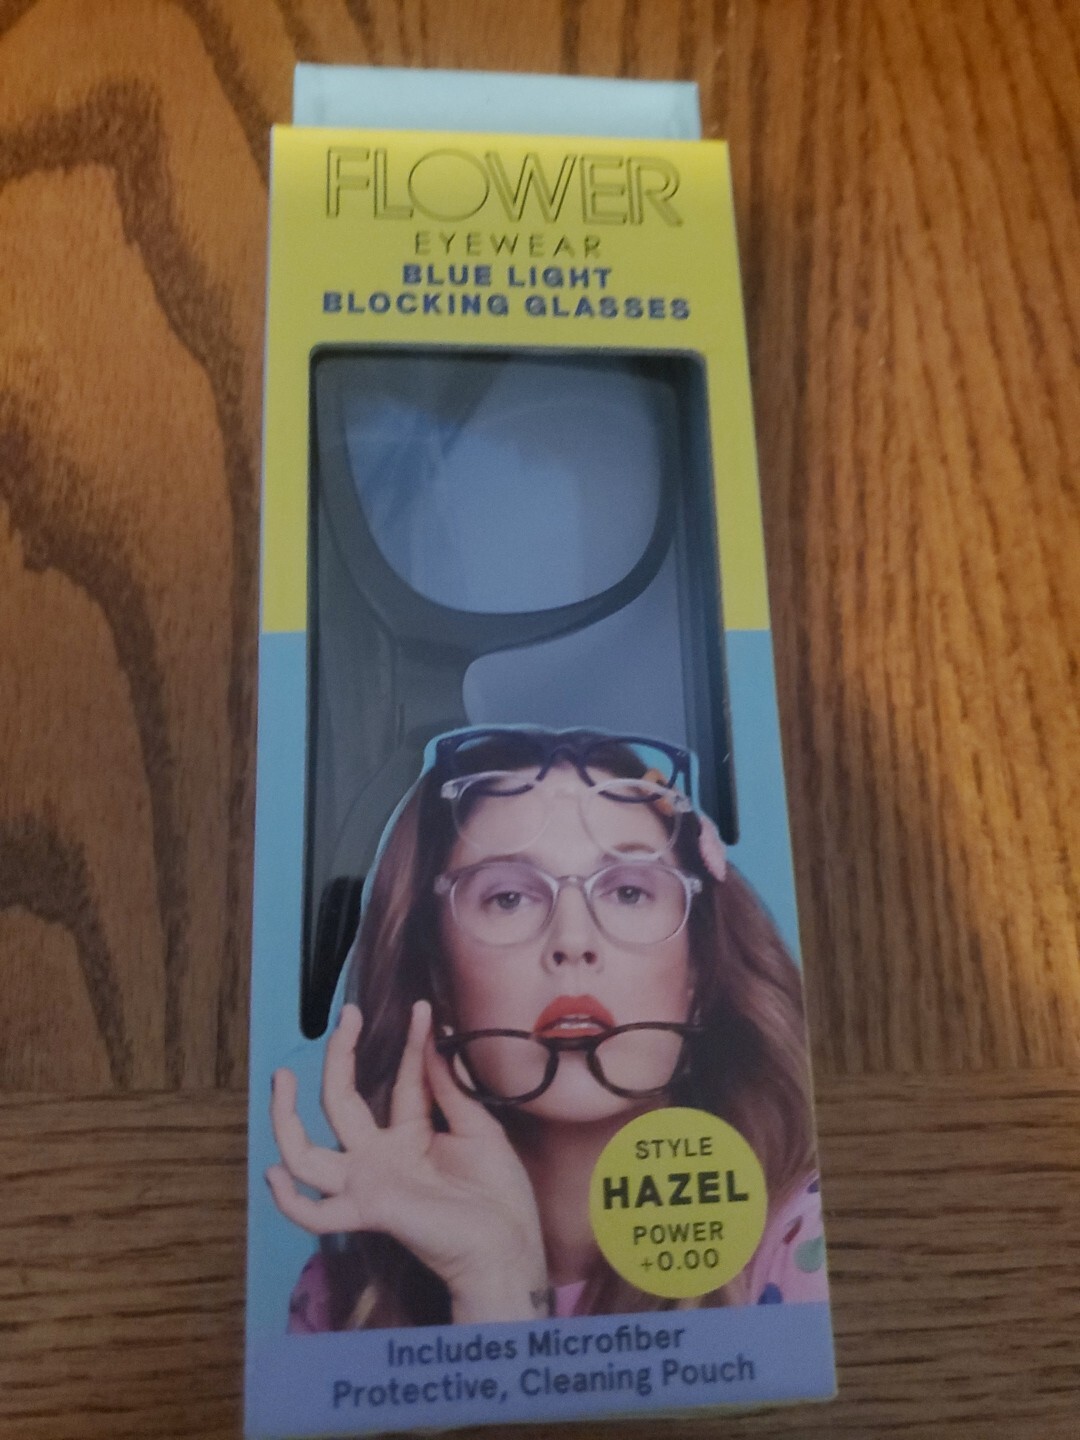 FLOWER
EYEWEAR
BLUE LIGHT
BLOCKING GLASSES
STYLE
HAZEL
POWER
+0.00
Includes Microfiber
Protective, Cleaning Pouch